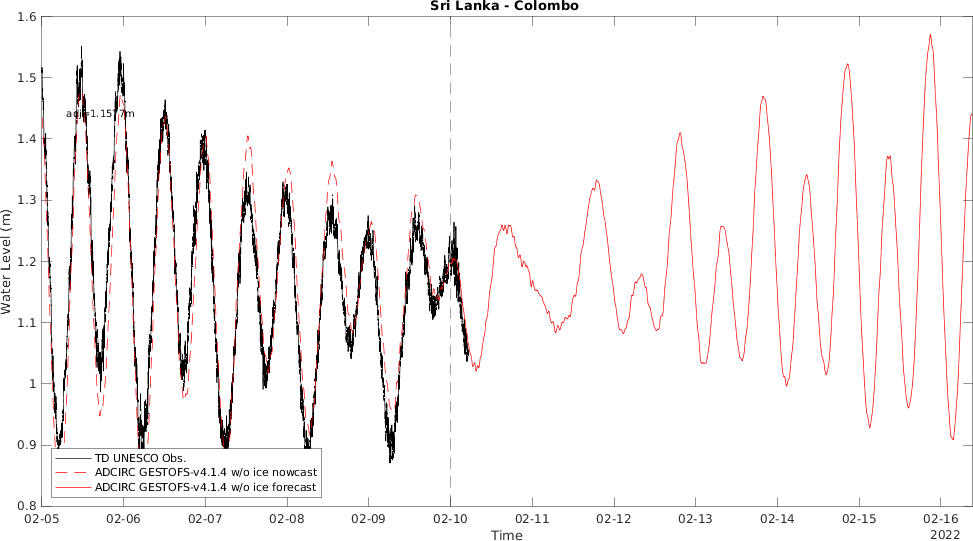 Sri Lanka - Colombo
1.6
1.5
1.4
1.3
1.2
1.1
1
0.9
0.8
Water Level (m)
adj=1.1577m
TD UNESCO Obs.
ADCIRC GESTOFS-v4.1.4 w/o ice nowcast
ADCIRC GESTOFS-v4.1.4 w/o ice forecast
02-05 02-06 02-07 02-08 02-09 02-10 02-11 02-12 02-13 02-14 02-15 02-16
Time
2022